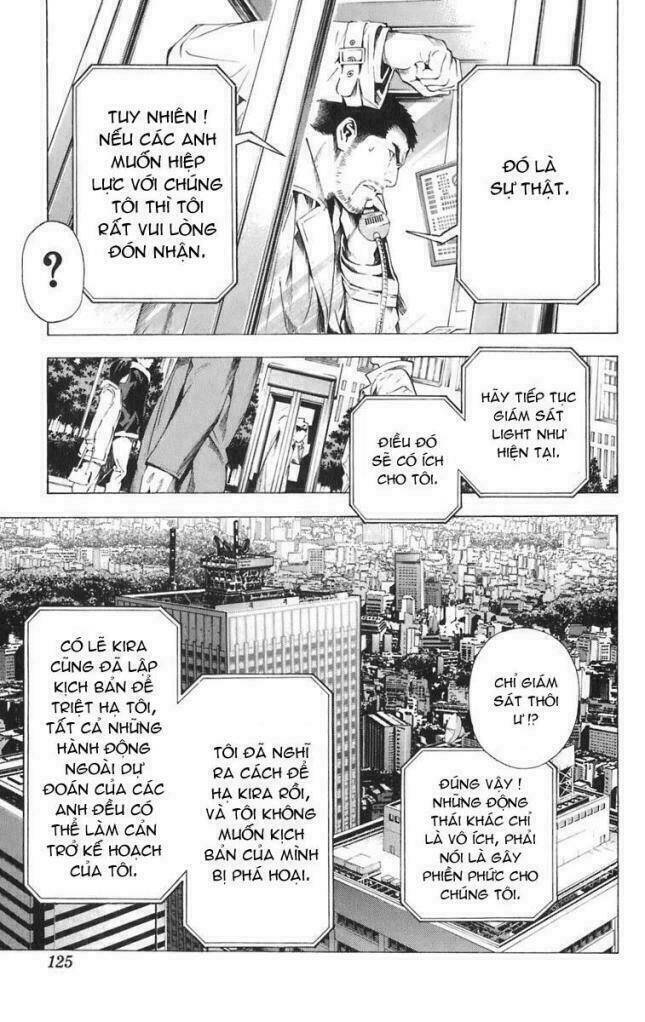 ĐÓ LÀ
SỰ THẬT.
TUY NHIÊN !
NẾU CÁC ANH
MUỐN HIỆP
LỰC VỚI CHÚNG
TÔI THÌ TÔI
RẤT VUI LÒNG
ĐÓN NHẬN.
?
HÃY TIẾP TỤC
GIÁM SÁT
LIGHT NHƯ
HIỆN TẠI.
ĐIỀU ĐÓ
SẼ CÓ ÍCH
CHO TÔI.
CHỈ GIÁM
SÁT THÔI
Ư!?
ĐÚNG VẬY !
NHỮNG ĐỘNG
THÁI KHÁC CHỈ
LÀ VÔ ÍCH, PHẢI
NÓI LÀ GÂY
PHIỀN PHỨC CHO
CHÚNG TÔI.
TÔI ĐÃ NGHĨ
RA CÁCH ĐỂ
HẠ KIRA RỒI,
VÀ TÔI KHÔNG
MUỐN KỊCH
BẢN CỦA MÌNH
BỊ PHÁ HOẠI.
CÓ LẼ KIRA
CŨNG ĐÃ LẬP
KỊCH BẢN ĐỂ
TRIỆT HẠ TÔI,
TẤT CẢ NHỮNG
HÀNH ĐỘNG
NGOÀI DỰ
ĐOÁN CỦA CÁC
ANH ĐỀU CÓ
THỂ LÀM CẢN
TRỞ KẾ HOẠCH
CỦA TÔI.
125